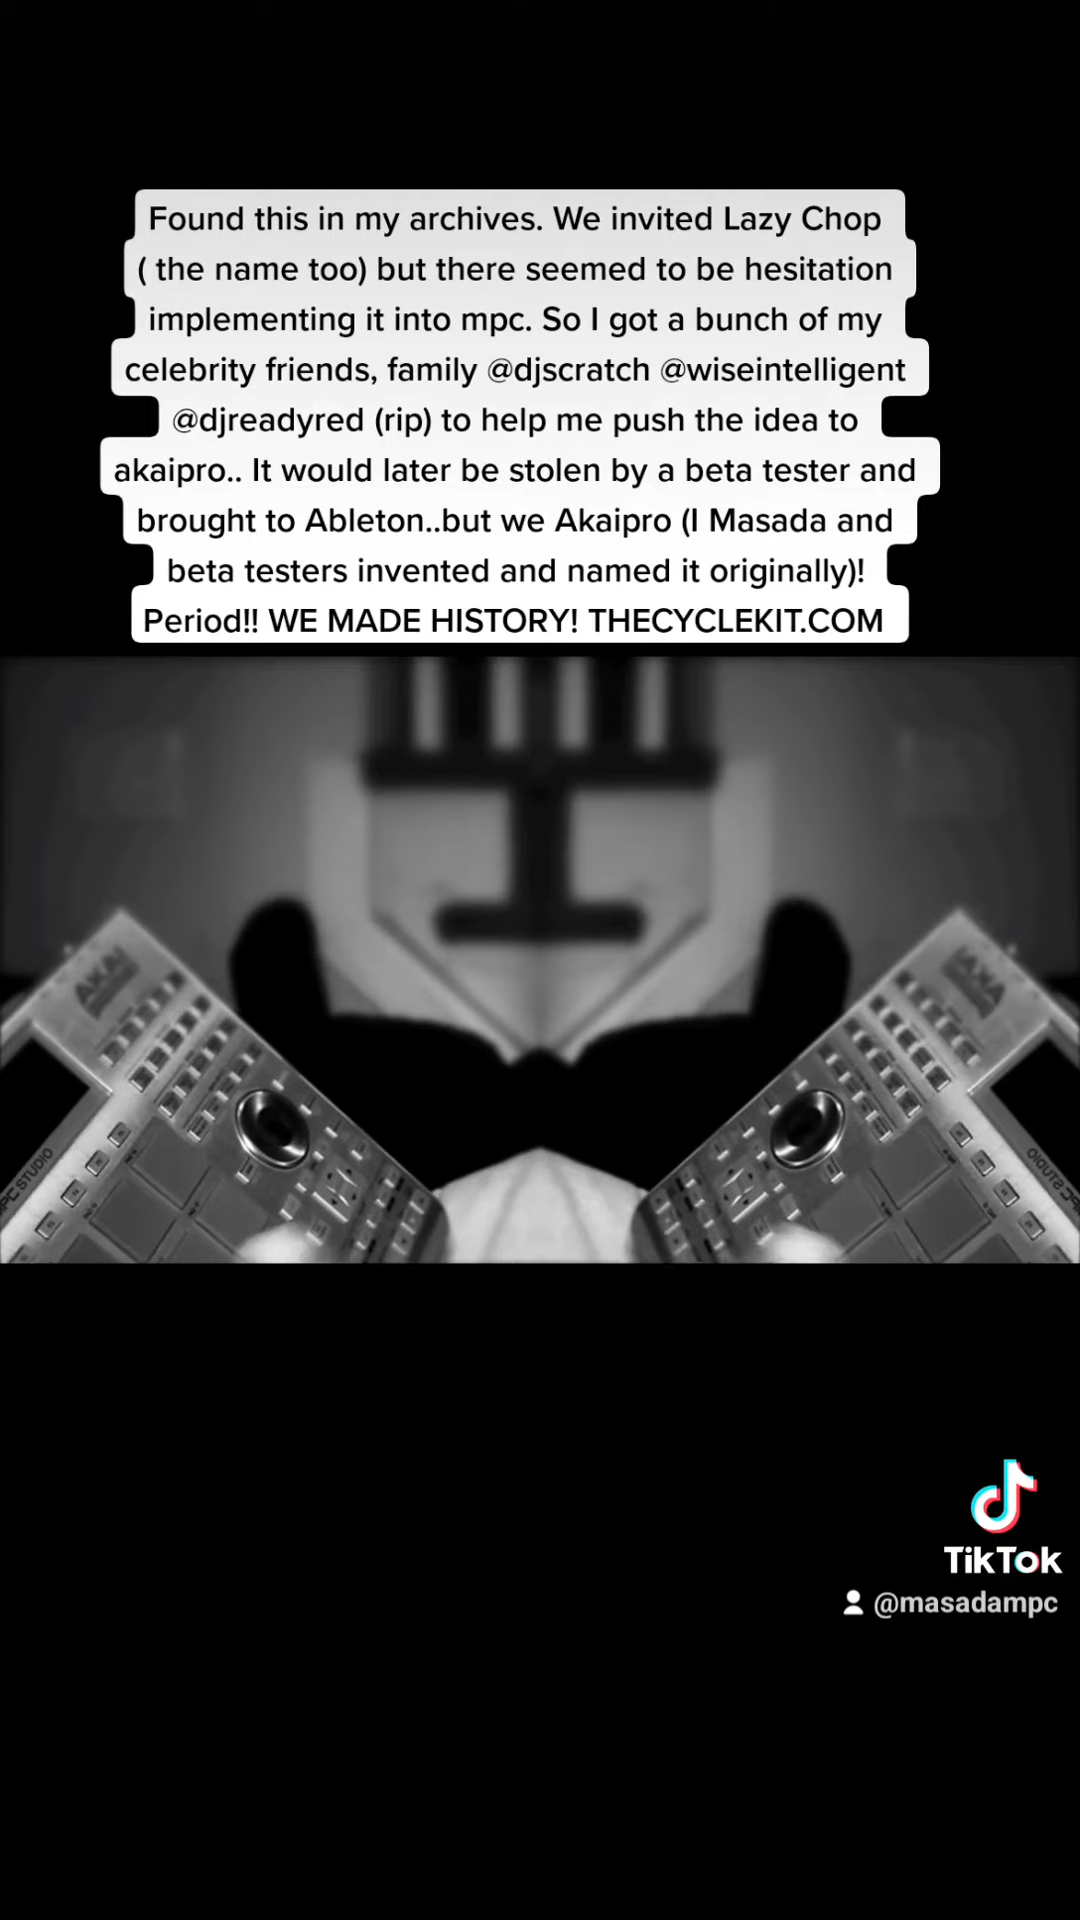 Found this in my archives. We invited Lazy Chop
( the name too) but there seemed to be hesitation
implementing it into mpc. So I got a bunch of my
celebrity friends, family @djscratch @wiseintelligent
@djreadyred (rip) to help me push the idea to
akaipro.. It would later be stolen by a beta tester and
brought to Ableton..but we Akaipro (I Masada and
beta testers invented and named it originally)!
Period!! WE MADE HISTORY! THECYCLEKIT.COM
AKAI
STUDIO
TikTok
@masadampc